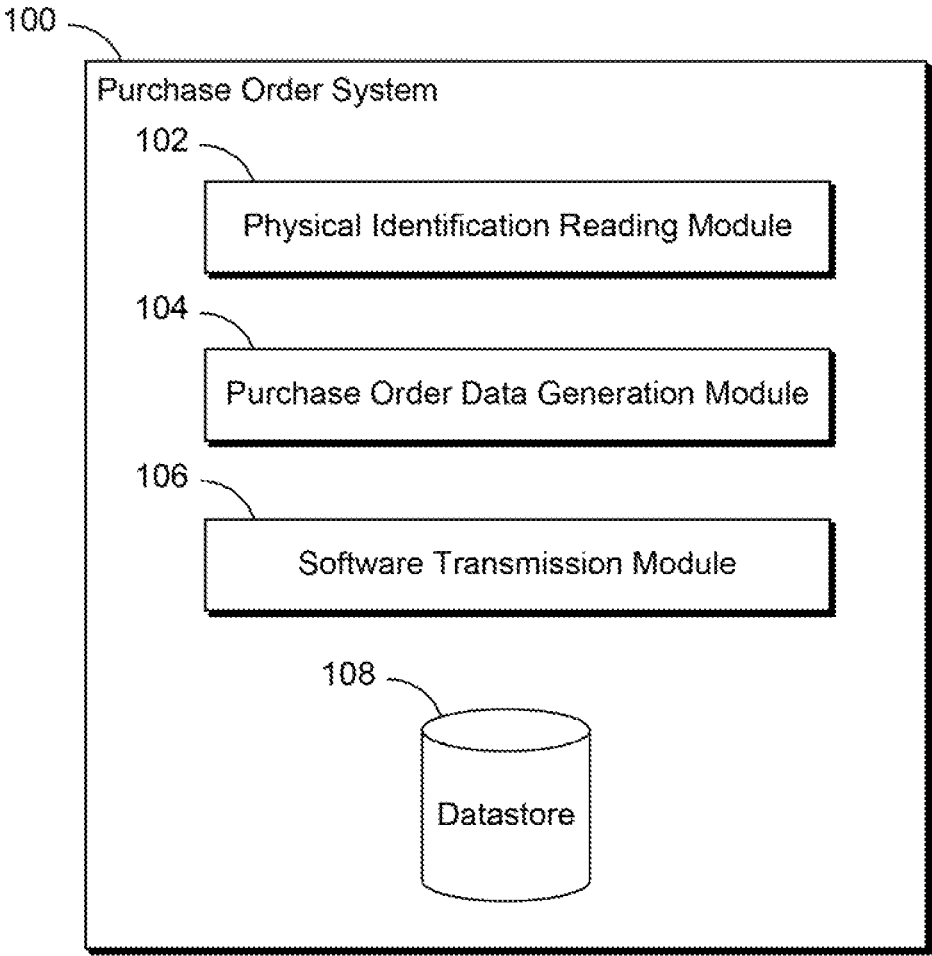 100
Purchase Order System
102
Physical Identification Reading Module
104
Purchase Order Data Generation Module
106
Software Transmission Module
108
Datastore